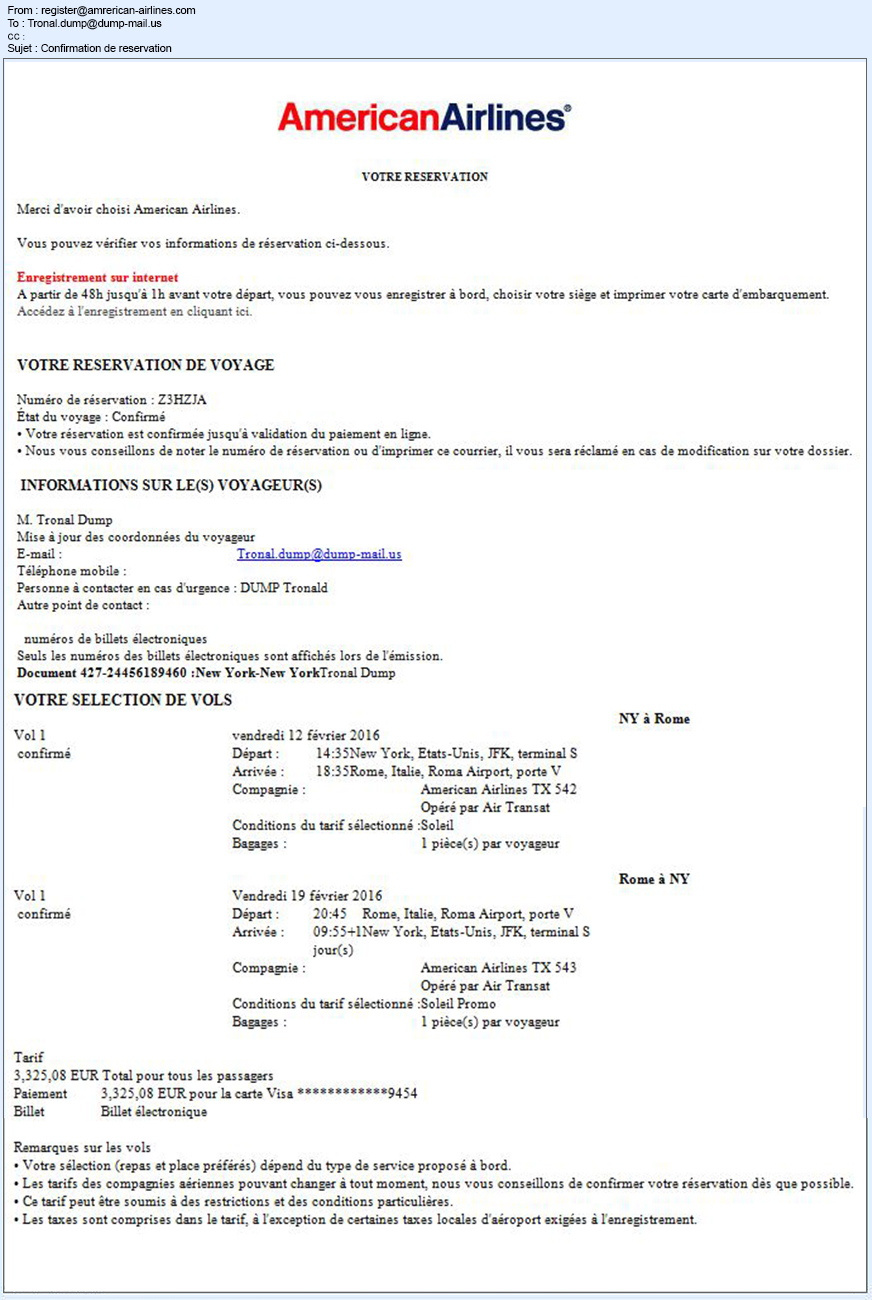 From : register@amrerican-airlines.com
To : Tronal.dump@dump-mail.us
cc :
Sujet : Confirmation de reservation
AmericanAirlines®
VOTRE RESERVATION
Merci d'avoir choisi American Airlines.
Vous pouvez vérifier vos informations de réservation ci-dessous.
Enregistrement sur internet
A partir de 48h jusqu'à 1h avant votre départ, vous pouvez vous enregistrer à bord, choisir votre siège et imprimer votre carte d'embarquement.
Accédez à l'enregistrement en cliquant ici.
VOTRE RESERVATION DE VOYAGE
Numéro de réservation : Z3HZJA
État du voyage : Confirmé
• Votre réservation est confirmée jusqu'à validation du paiement en ligne.
• Nous vous conseillons de noter le numéro de réservation ou d'imprimer ce courrier, il vous sera réclamé en cas de modification sur votre dossier.
INFORMATIONS SUR LE(S) VOYAGEUR(S)
M. Tronal Dump
Mise à jour des coordonnées du voyageur
E-mail : Tronal.dump@dump-mail.us
Téléphone mobile :
Personne à contacter en cas d'urgence : DUMP Tronald
Autre point de contact :
numéros de billets électroniques
Seuls les numéros des billets électroniques sont affichés lors de l'émission.
Document 427-24456189460 :New York-New YorkTronal Dump
VOTRE SELECTION DE VOLS
NY à Rome
Vol 1 vendredi 12 février 2016
confirmé Départ : 14:35New York, Etats-Unis, JFK, terminal S
Arrivée : 18:35Rome, Italie, Roma Airport, porte V
Compagnie : American Airlines TX 542
Opéré par Air Transat
Conditions du tarif sélectionné :Soleil
Bagages : 1 pièce(s) par voyageur
Rome à NY
Vol 1 Vendredi 19 février 2016
confirmé Départ : 20:45 Rome, Italie, Roma Airport, porte V
Arrivée : 09:55+1New York, Etats-Unis, JFK, terminal S
jour(s)
Compagnie : American Airlines TX 543
Opéré par Air Transat
Conditions du tarif sélectionné :Soleil Promo
Bagages : 1 pièce(s) par voyageur
Tarif
3,325,08 EUR Total pour tous les passagers
Paiement 3,325,08 EUR pour la carte Visa ************9454
Billet Billet électronique
Remarques sur les vols
• Votre sélection (repas et place préférés) dépend du type de service proposé à bord.
• Les tarifs des compagnies aériennes pouvant changer à tout moment, nous vous conseillons de confirmer votre réservation dès que possible.
• Ce tarif peut être soumis à des restrictions et des conditions particulières.
• Les taxes sont comprises dans le tarif, à l'exception de certaines taxes locales d'aéroport exigées à l'enregistrement.